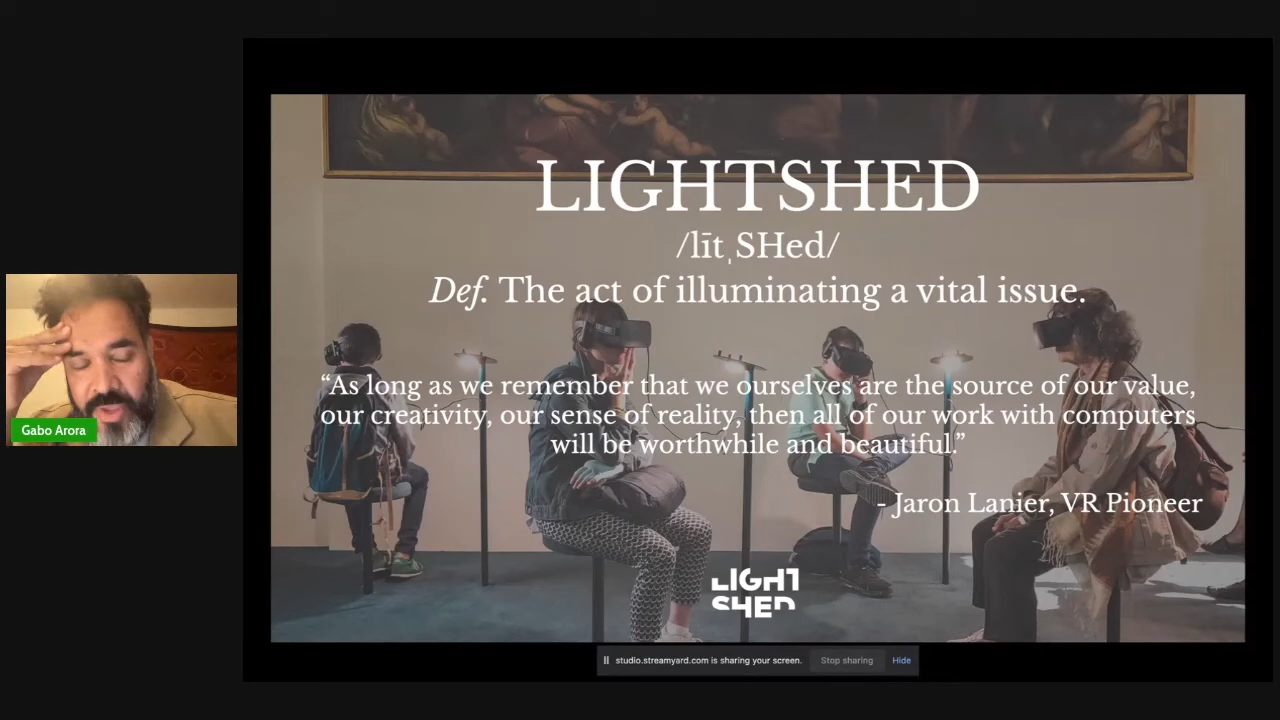 LIGHTSHED
/līt ˌSHed/
Def. The act of illuminating a vital issue.
“As long as we remember that we ourselves are the source of our value,
our creativity, our sense of reality, then all of our work with computers
will be worthwhile and beautiful.”
- Jaron Lanier, VR Pioneer
LIGHT
SHED
Gabo Arora
studio.streamyard.com is sharing your screen.
Stop sharing
Hide